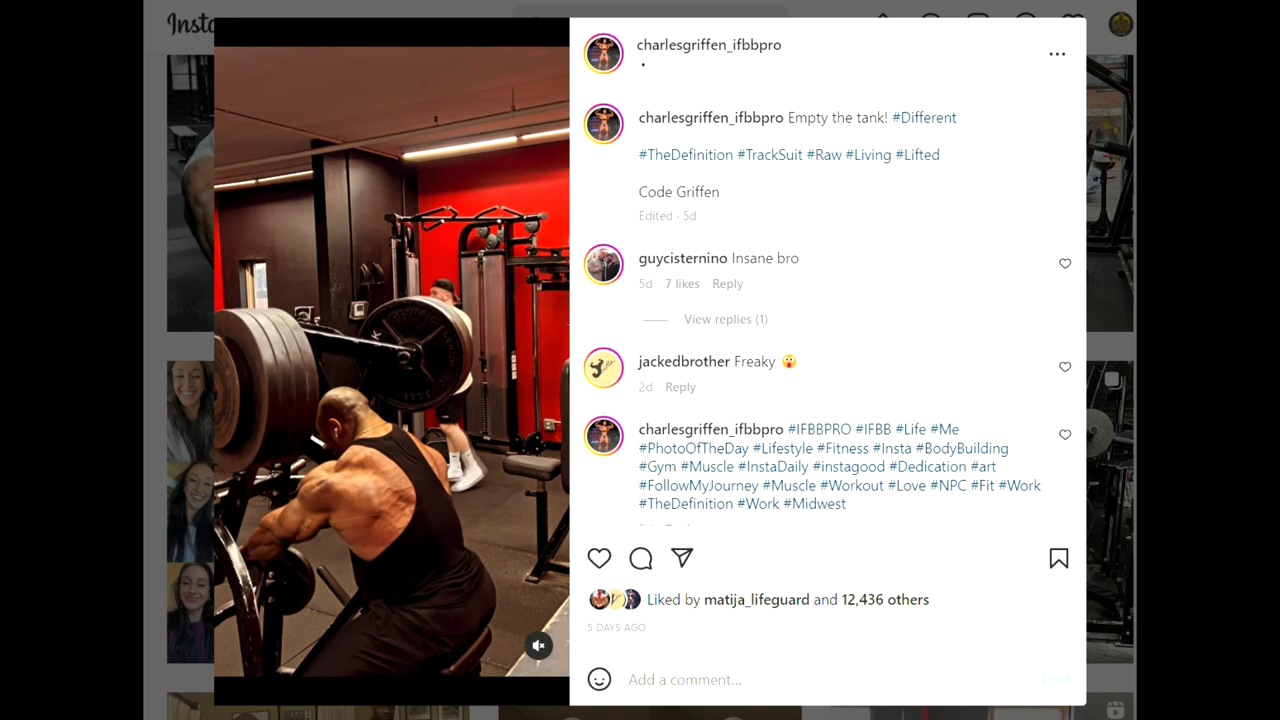 Insta
charlesgriffen_ifbbpro
•
charlesgriffen_ifbbpro Empty the tank! #Different
#TheDefinition #TrackSuit #Raw #Living #Lifted
Code Griffen
Edited · 5d
guycisternino Insane bro
5d 7 likes Reply
View replies (1)
jackedbrother Freaky 😲
2d Reply
charlesgriffen_ifbbpro #IFBBPRO #IFBB #Life #Me
#PhotoOfTheDay #Lifestyle #Fitness #Insta #BodyBuilding
#Gym #Muscle #InstaDaily #instagood #Dedication #art
#FollowMyJourney #Muscle #Workout #Love #NPC #Fit #Work
#TheDefinition #Work #Midwest
Liked by matija_lifeguard and 12,436 others
5 DAYS AGO
Add a comment...
Post